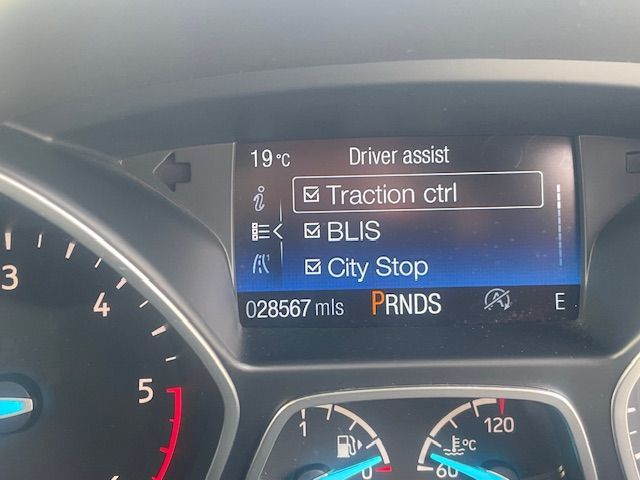 19°C Driver assist
Traction ctrl
BLIS
City Stop
028567 mls PRNDS E
3
4
5
1
0
120
°C
60